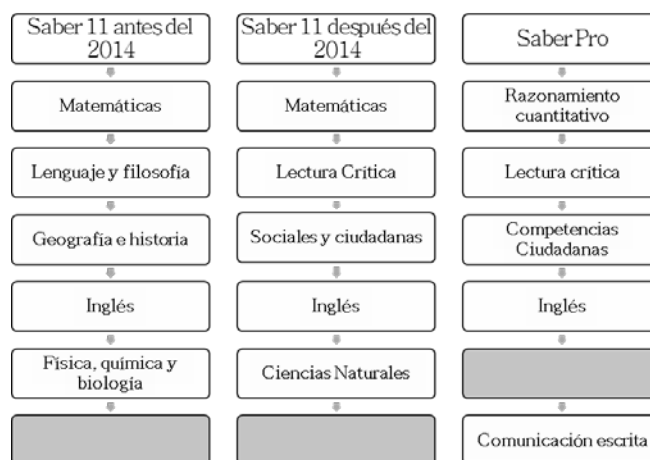 Saber 11 antes del
2014
Matemáticas
Lenguaje y filosofía
Geografía e historia
Inglés
Física, química y
biología
Saber 11 después del
2014
Matemáticas
Lectura Crítica
Sociales y ciudadanas
Inglés
Ciencias Naturales
Saber Pro
Razonamiento
cuantitativo
Lectura crítica
Competencias
Ciudadanas
Inglés
Comunicación escrita